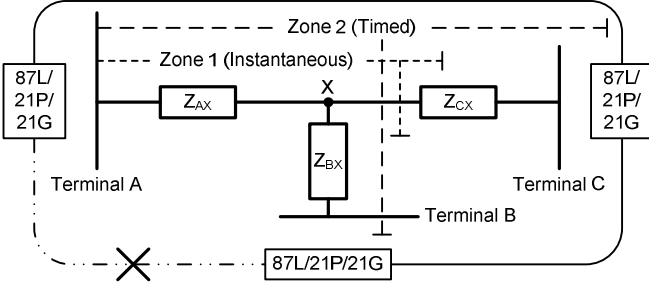 Zone 2 (Timed)
Zone 1 (Instantaneous)
87L/
21P/
21G
87L/
21P/
21G
X
Z_AX
Z_CX
Z_BX
Terminal A
Terminal C
Terminal B
87L/21P/21G